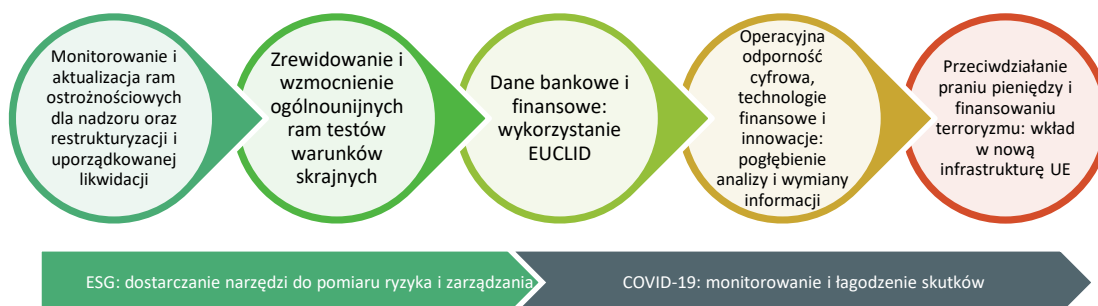 Monitorowanie i
aktualizacja ram
ostrożnościowych
dla nadzoru oraz
restrukturyzacji i
uporządkowanej
likwidacji
Zrewidowanie i
wzmocnienie
ogólnounijnych
ram testów
warunków
skrajnych
Dane bankowe i
finansowe:
wykorzystanie
EUCLID
Operacyjna
odporność
cyfrowa,
technologie
finansowe i
innowacje:
pogłębienie
analizy i wymiany
informacji
Przeciwdziałanie
praniu pieniędzy i
finansowaniu
terroryzmu: wkład
w nową
infrastrukturę UE
ESG: dostarczanie narzędzi do pomiaru ryzyka i zarządzania
COVID-19: monitorowanie i łagodzenie skutków